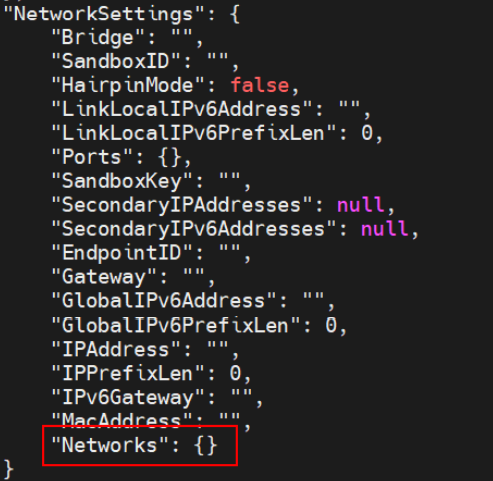 "NetworkSettings": {
"Bridge": "",
"SandboxID": "",
"HairpinMode": false,
"LinkLocalIPv6Address": "",
"LinkLocalIPv6PrefixLen": 0,
"Ports": {},
"SandboxKey": "",
"SecondaryIPAddresses": null,
"SecondaryIPv6Addresses": null,
"EndpointID": "",
"Gateway": "",
"GlobalIPv6Address": "",
"GlobalIPv6PrefixLen": 0,
"IPAddress": "",
"IPPrefixLen": 0,
"IPv6Gateway": "",
"MacAddress": "",
"Networks": {}
}